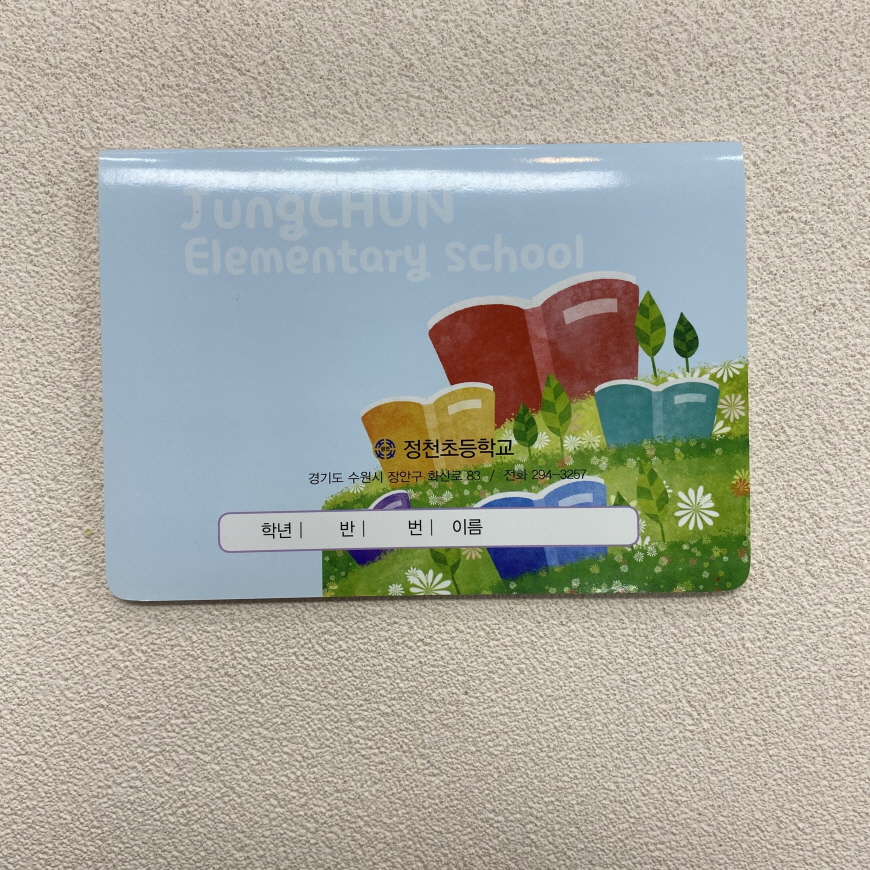 JungCHUN
Elementary School
정천초등학교
경기도 수원시 장안구 화산로 83 / 전화 294-3257
학년 | 반 | 번 | 이름